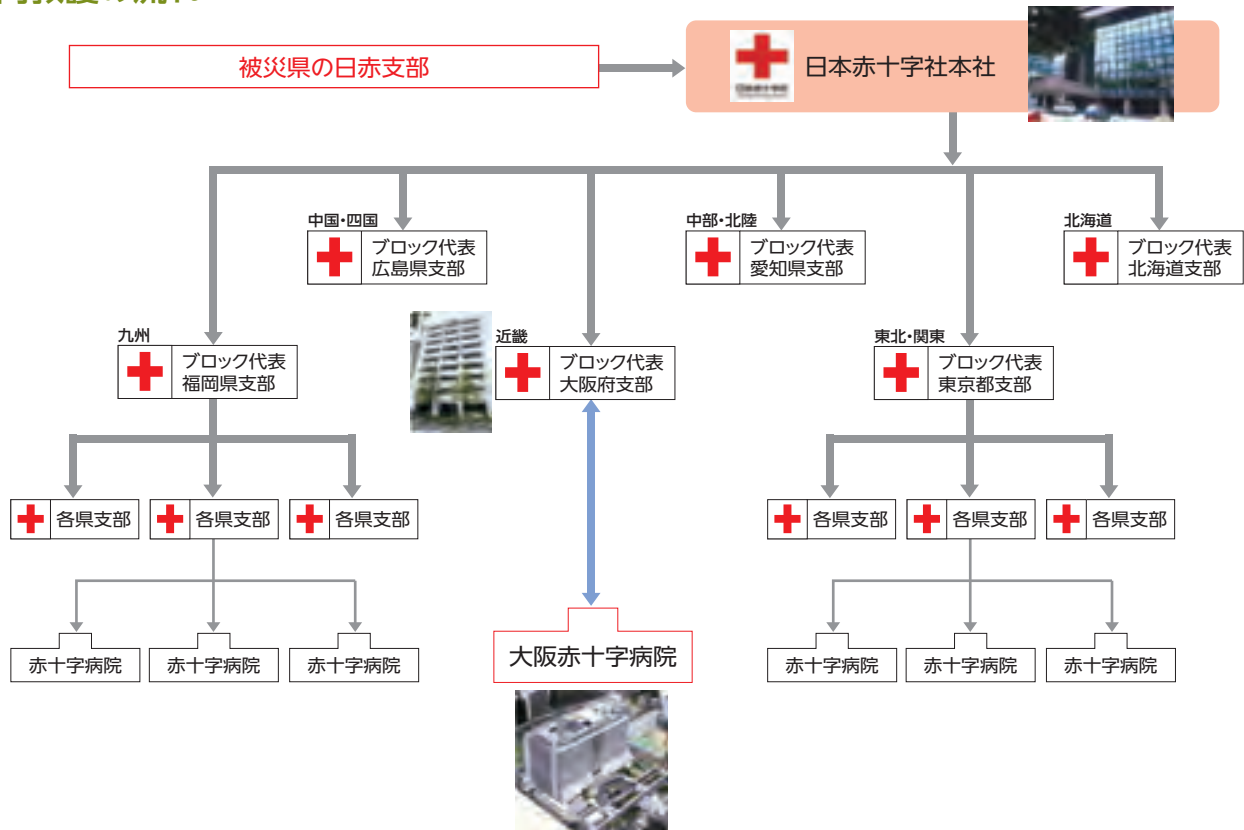 被災県の日赤支部
日本赤十字社本社
中国・四国
ブロック代表
広島県支部
中部・北陸
ブロック代表
愛知県支部
北海道
ブロック代表
北海道支部
九州
ブロック代表
福岡県支部
近畿
ブロック代表
大阪府支部
東北・関東
ブロック代表
東京都支部
各県支部
各県支部
各県支部
各県支部
各県支部
各県支部
赤十字病院
赤十字病院
赤十字病院
大阪赤十字病院
赤十字病院
赤十字病院
赤十字病院